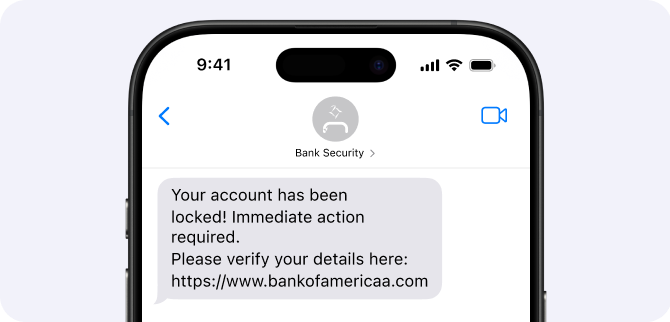 9:41
Bank Security
Your account has been
locked! Immediate action
required.
Please verify your details here:
https://www.bankofamericaa.com